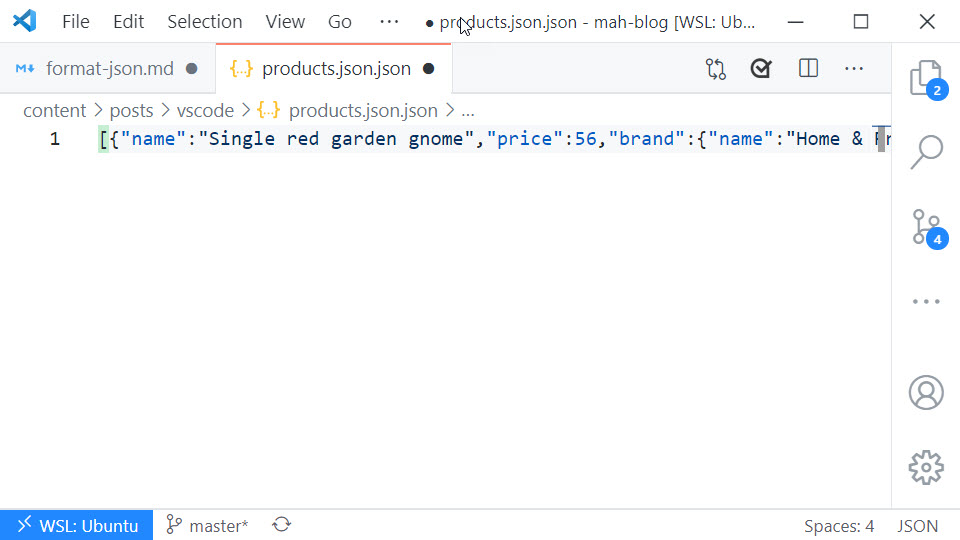 File Edit Selection View Go ··· ● products.json.json - mah-blog [WSL: Ub...
format-json.md ● {..} products.json.json ● ···
content > posts > vscode > {..} products.json.json > ...
2
1 [{"name":"Single red garden gnome","price":56,"brand":{"name":"Home &
4
WSL: Ubuntu master* Spaces: 4 JSON